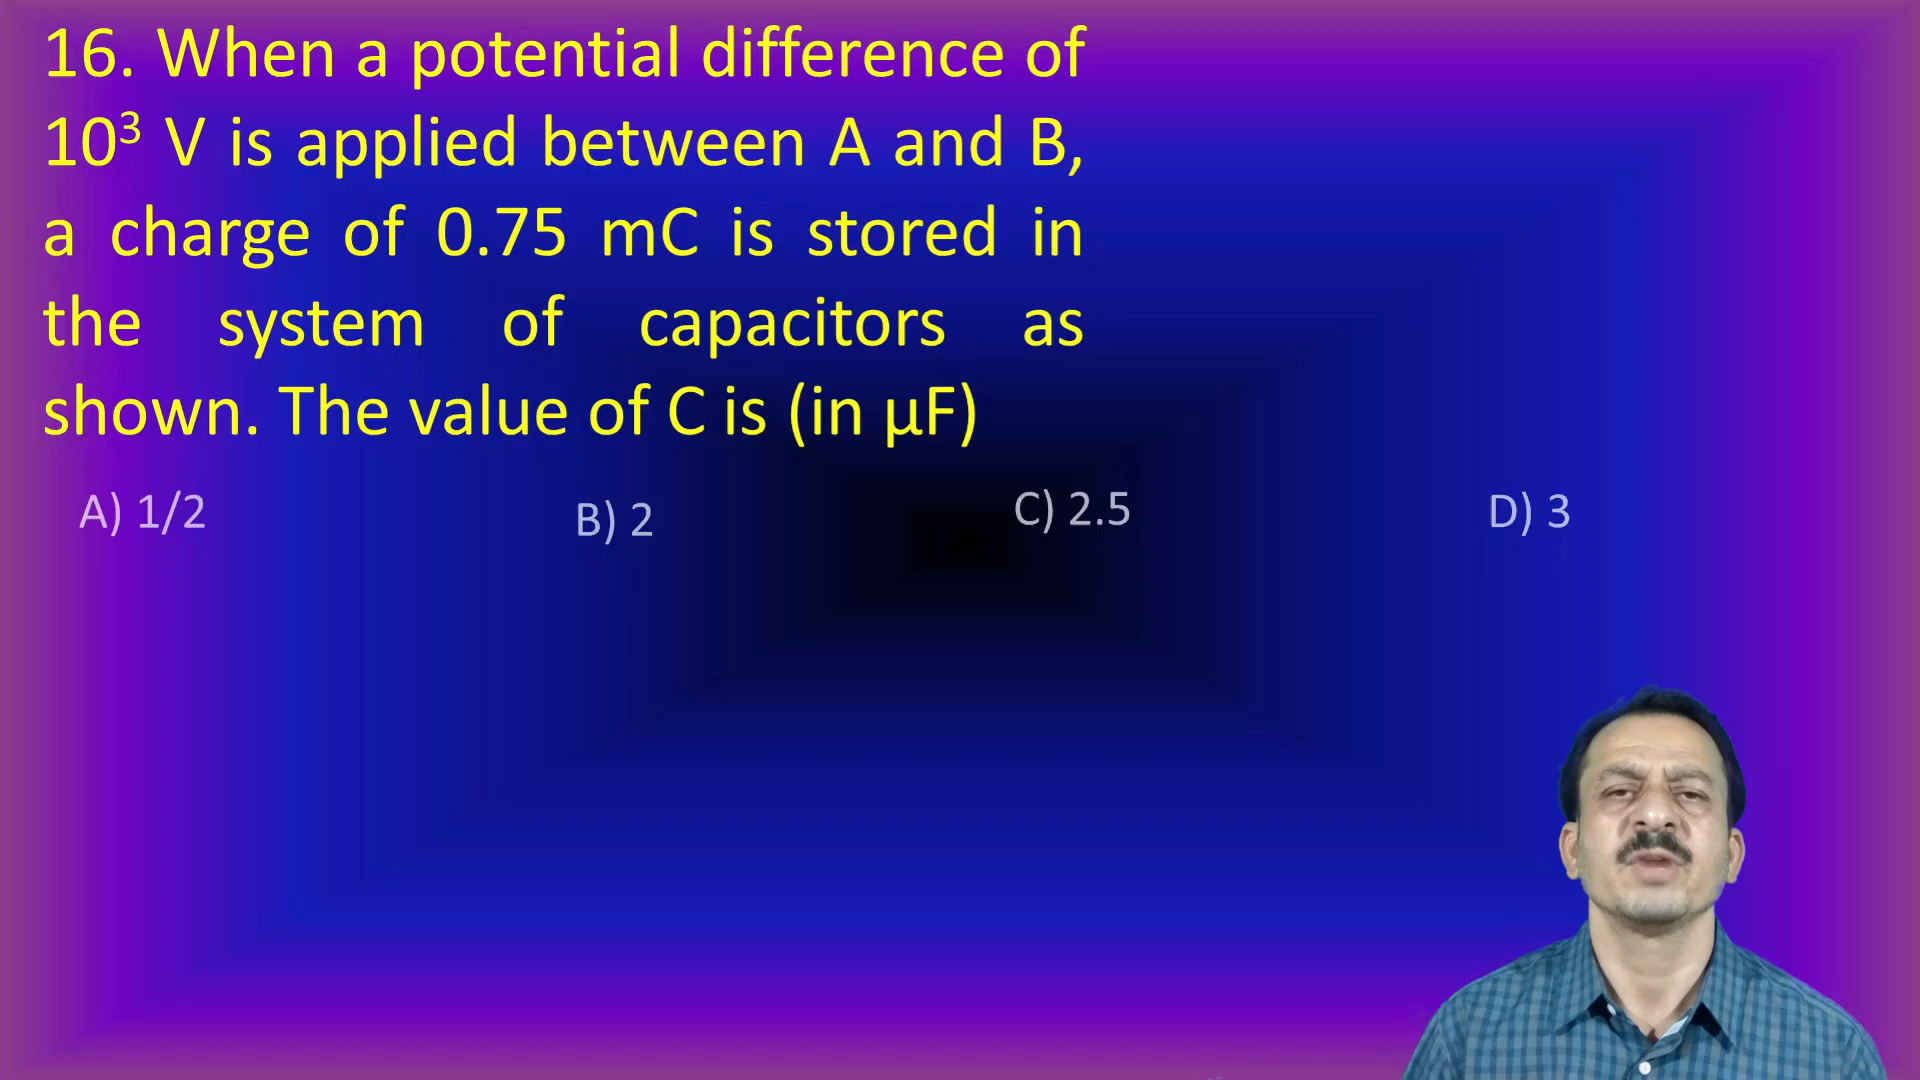 16. When a potential difference of
10³ V is applied between A and B,
a charge of 0.75 mC is stored in
the system of capacitors as
shown. The value of C is (in μF)
A) 1/2 B) 2 C) 2.5 D) 3